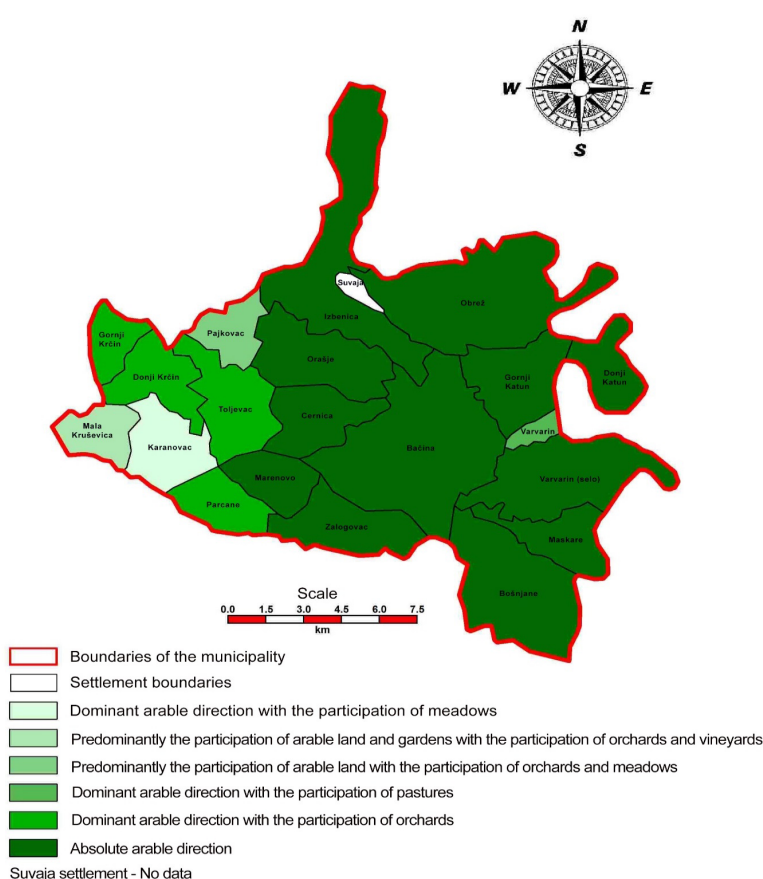 N
W E
S
Suvaja
Obrež
Izbenica
Pajkovac
Gornji
Krčin
Orašje
Donji Krčin
Gornji
Katun
Donji
Katun
Toljevac
Cernica
Mala
Kruševica
Varvarin
Karanovac
Bačina
Marenovo
Varvarin (selo)
Parcane
Zalogovac
Maskare
Bošnjane
Scale
0.0 1.5 3.0 4.5 6.0 7.5
km
Boundaries of the municipality
Settlement boundaries
Dominant arable direction with the participation of meadows
Predominantly the participation of arable land and gardens with the participation of orchards and vineyards
Predominantly the participation of arable land with the participation of orchards and meadows
Dominant arable direction with the participation of pastures
Dominant arable direction with the participation of orchards
Absolute arable direction
Suvaja settlement - No data